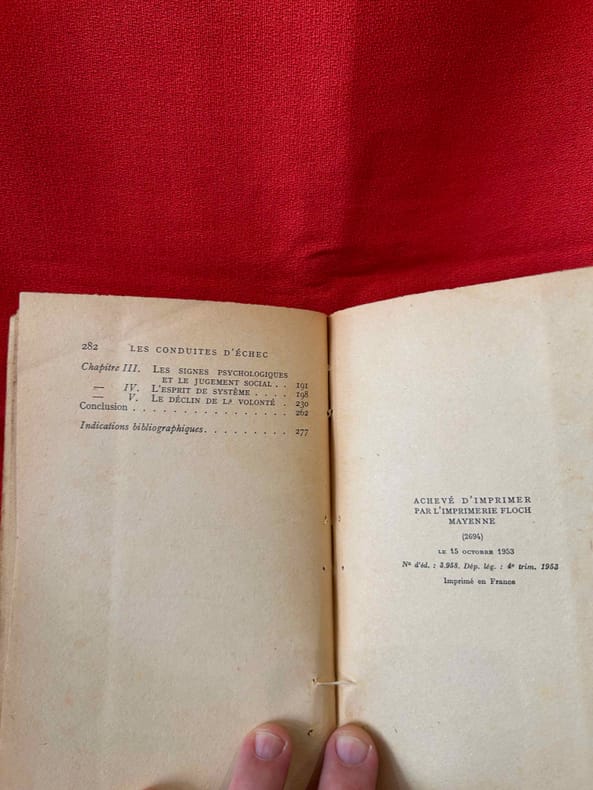 282 LES CONDUITES D'ÉCHEC
Chapitre III. LES SIGNES PSYCHOLOGIQUES
ET LE JUGEMENT SOCIAL . . 191
— IV. L'ESPRIT DE SYSTÈME . . . . 198
— V. LE DÉCLIN DE LA VOLONTÉ . 230
Conclusion . . . . . . . . . . . . . . . . . 262
Indications bibliographiques . . . . . . . . . 277
ACHEVÉ D'IMPRIMER
PAR L'IMPRIMERIE FLOCH
MAYENNE
(2694)
LE 15 OCTOBRE 1953
Nº d'éd. : 3.958. Dép. lég. : 4e trim. 1953
Imprimé en France